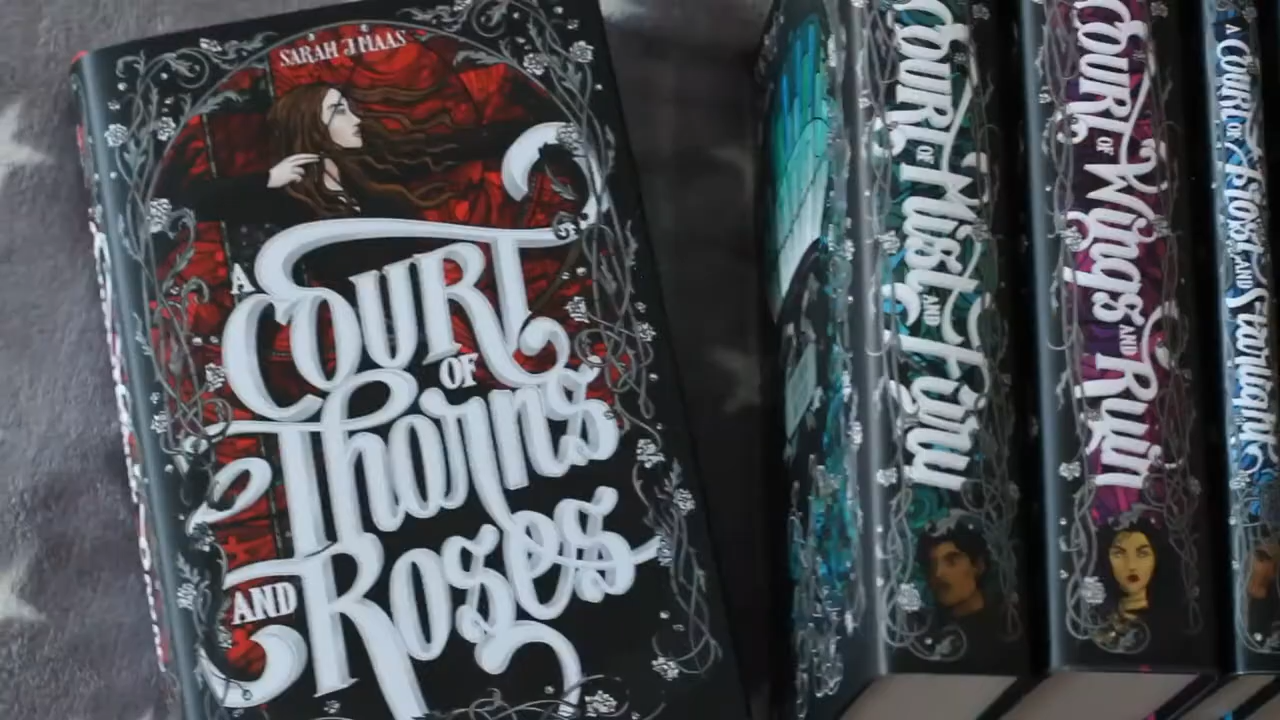 SARAH J MAAS
A
COURT
OF
Thorns
AND
Roses
COURT OF Mist AND Fury
COURT OF Wings AND Ruin
A COURT OF Frost AND Starlight